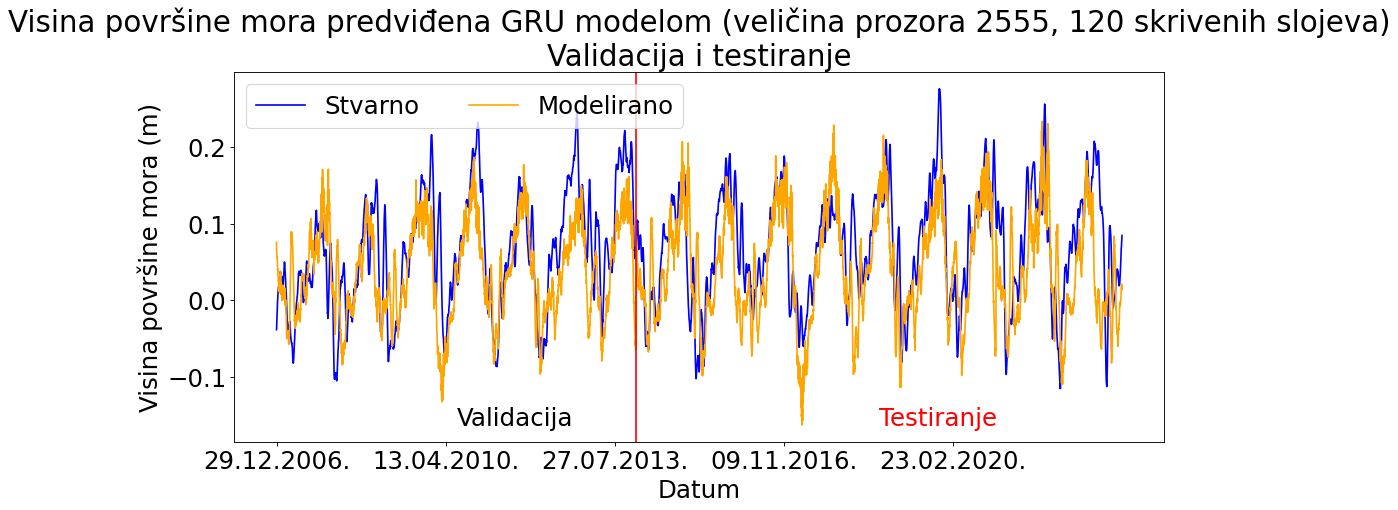 Visina površine mora predviđena GRU modelom (veličina prozora 2555, 120 skrivenih slojeva)
Validacija i testiranje
Stvarno Modelirano
Visina površine mora (m)
0.2
0.1
0.0
−0.1
Validacija Testiranje
29.12.2006. 13.04.2010. 27.07.2013. 09.11.2016. 23.02.2020.
Datum